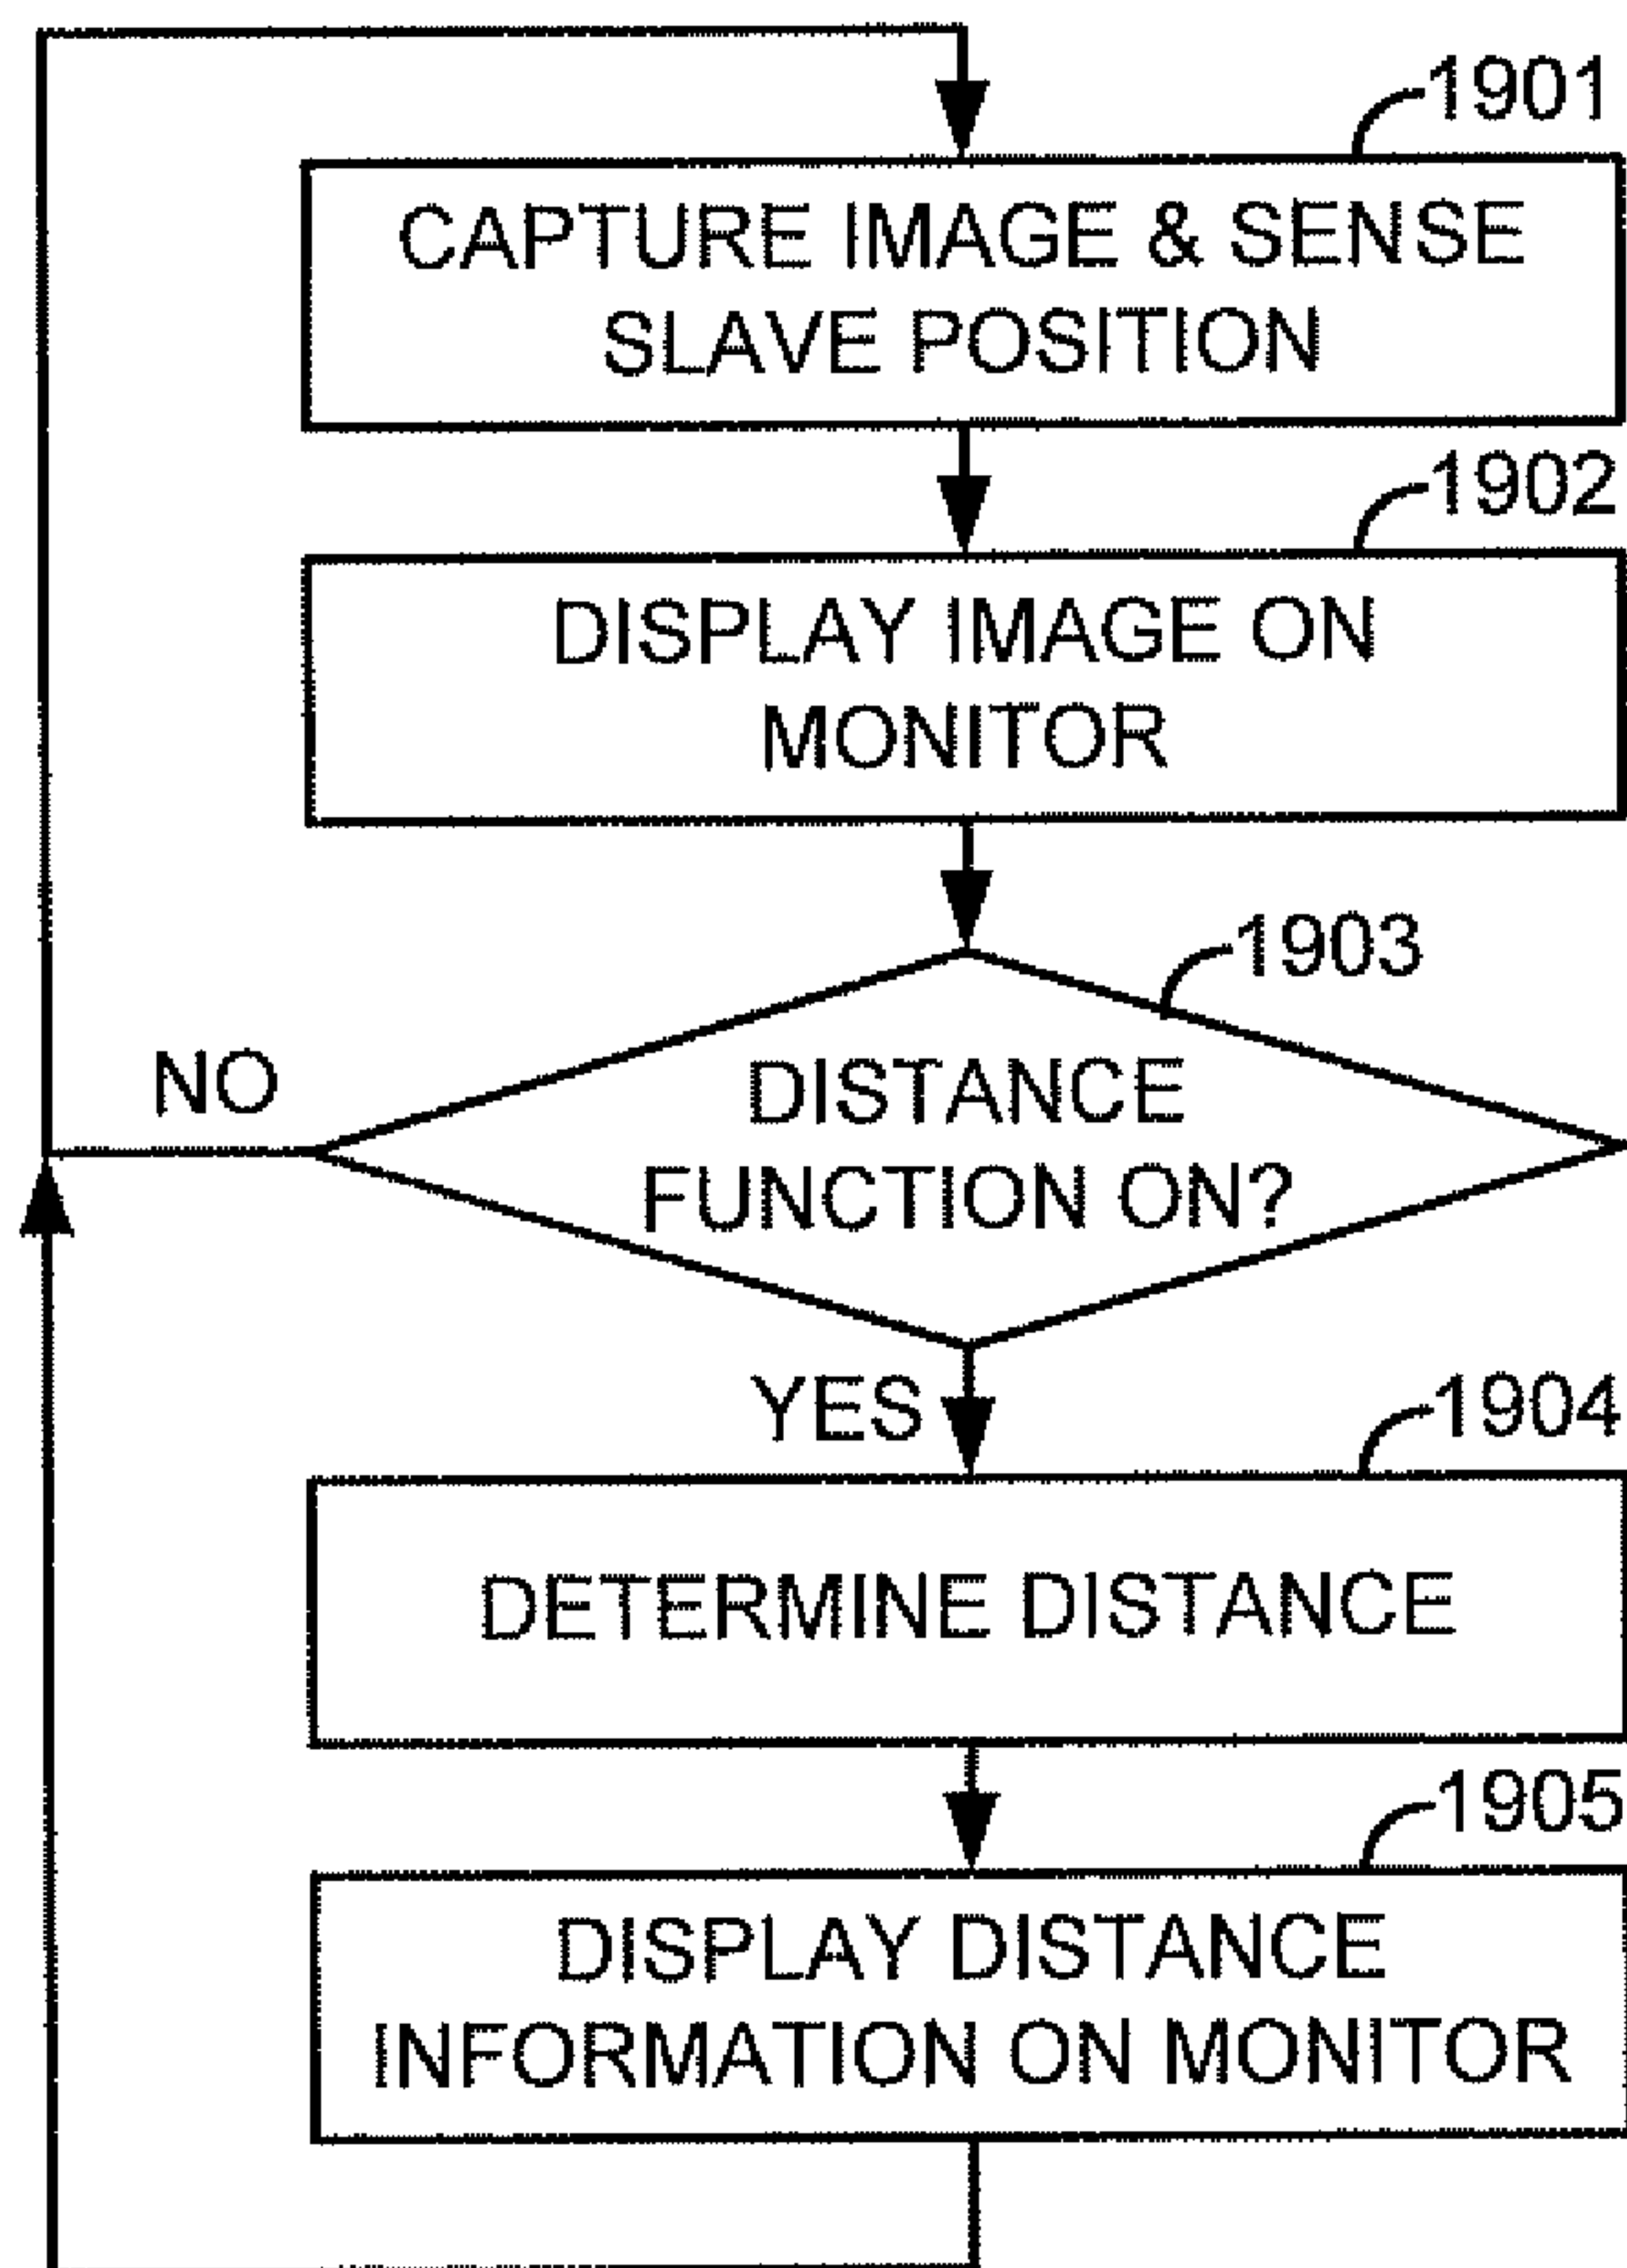 1901
CAPTURE IMAGE & SENSE
SLAVE POSITION
1902
DISPLAY IMAGE ON
MONITOR
1903
NO
DISTANCE
FUNCTION ON?
YES
1904
DETERMINE DISTANCE
1905
DISPLAY DISTANCE
INFORMATION ON MONITOR